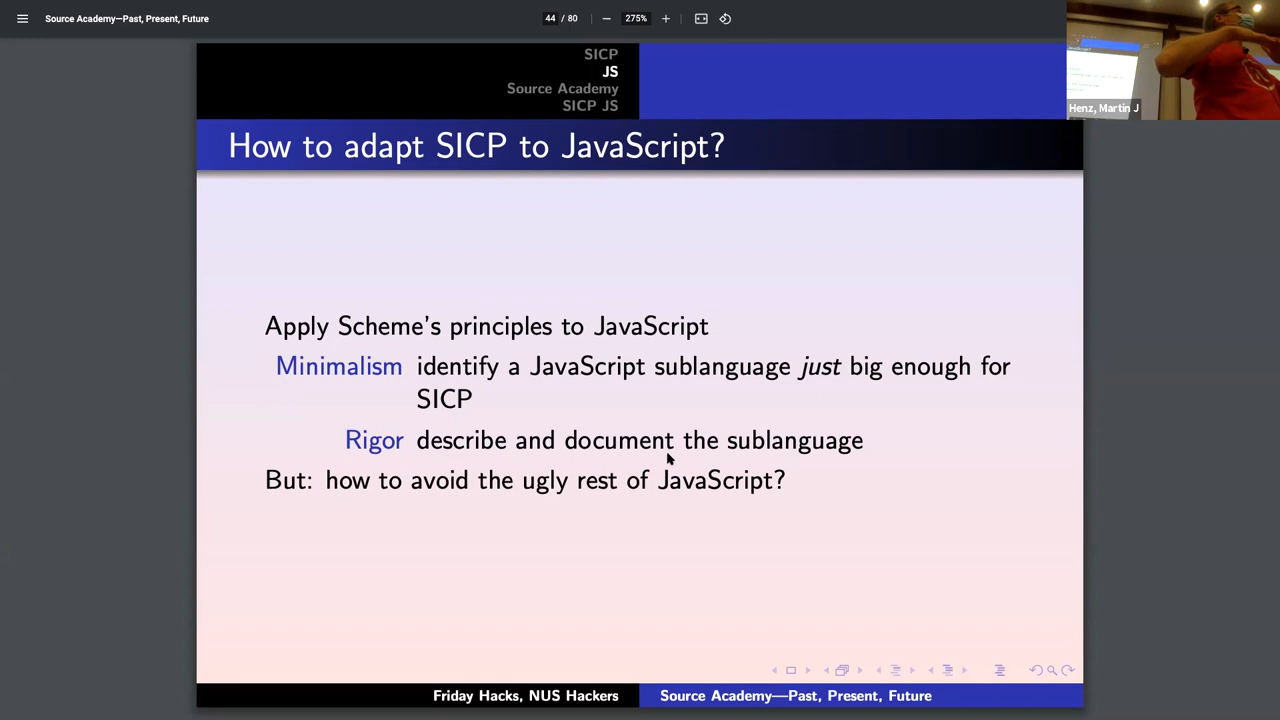 Source Academy—Past, Present, Future
44 / 80
275%
Henz, Martin J
SICP
JS
Source Academy
SICP JS
How to adapt SICP to JavaScript?
Apply Scheme's principles to JavaScript
Minimalism identify a JavaScript sublanguage just big enough for
SICP
Rigor describe and document the sublanguage
But: how to avoid the ugly rest of JavaScript?
Friday Hacks, NUS Hackers
Source Academy—Past, Present, Future